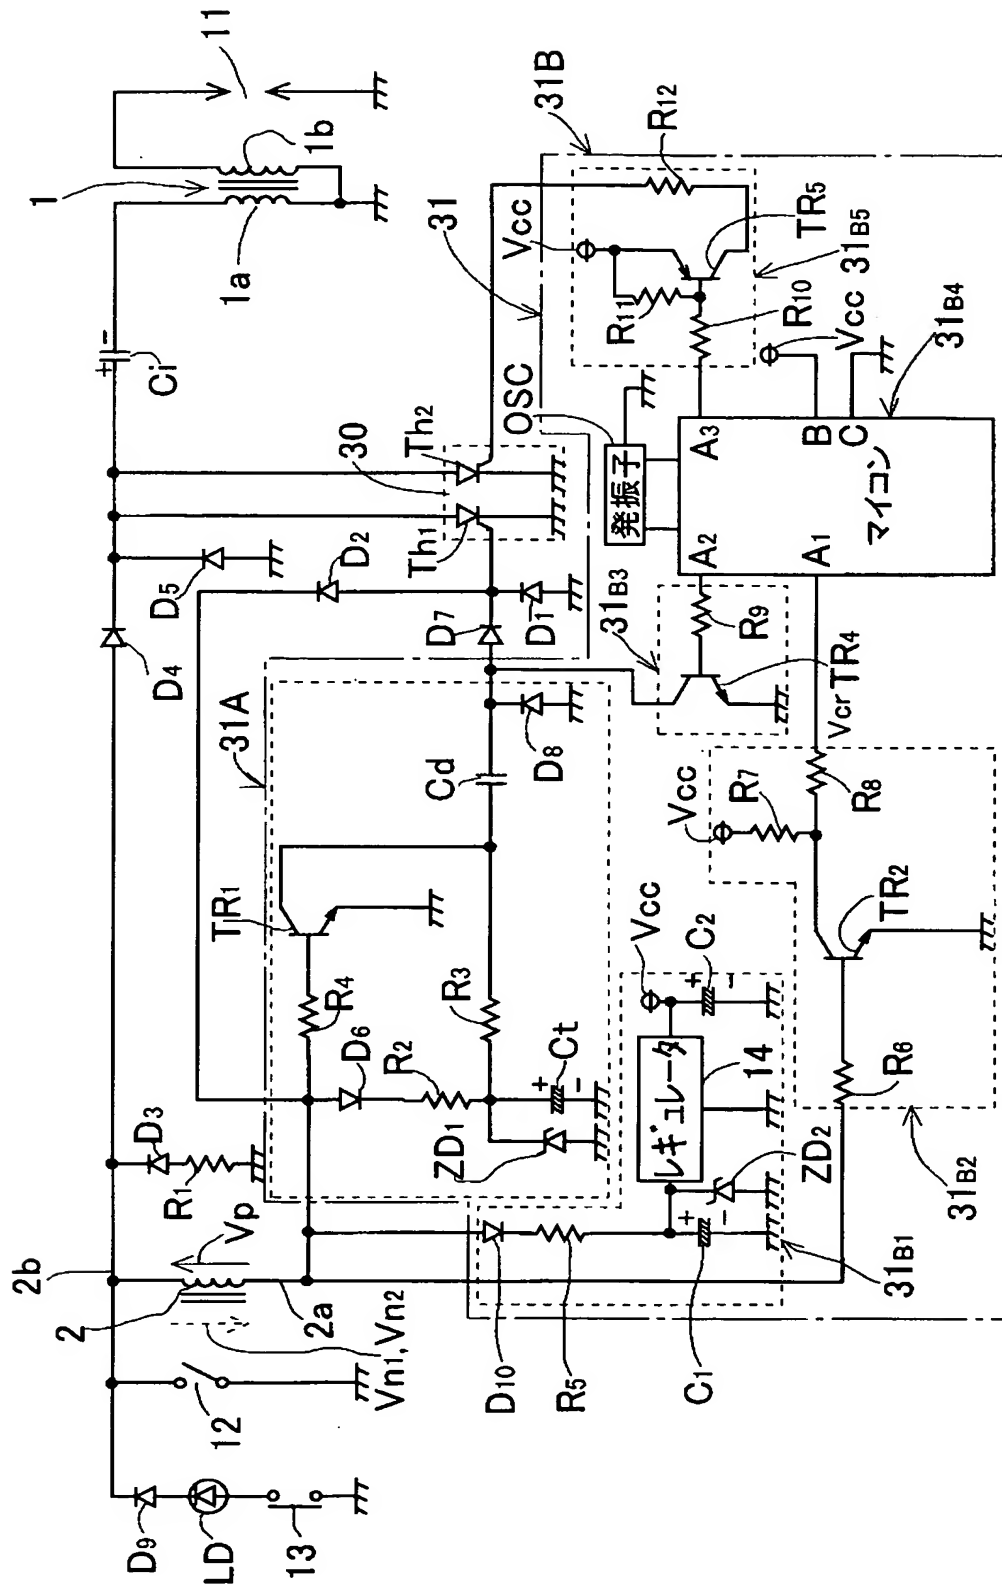 1
11
1b
1a
Ci
+ -
30
Th2
Th1
D5
D4
D2
D1
D7
31
31B
R12
Vcc
TR5
R11
R10
31B5
OSC
発振子
A3
A2
A1
B
C
Vcc
31B4
マイコン
31B3
R9
TR4
Vcr
31A
Cd
D8
TR1
R4
R3
D6
R2
ZD1
Ct
+
-
D3
R1
2b
Vp
2
2a
Vn1, Vn2
12
13
D9
LD
Vcc
C2
+
-
レギュレータ
14
ZD2
D10
R5
C1
+
-
31B1
Vcc
R7
R8
TR2
R6
31B2